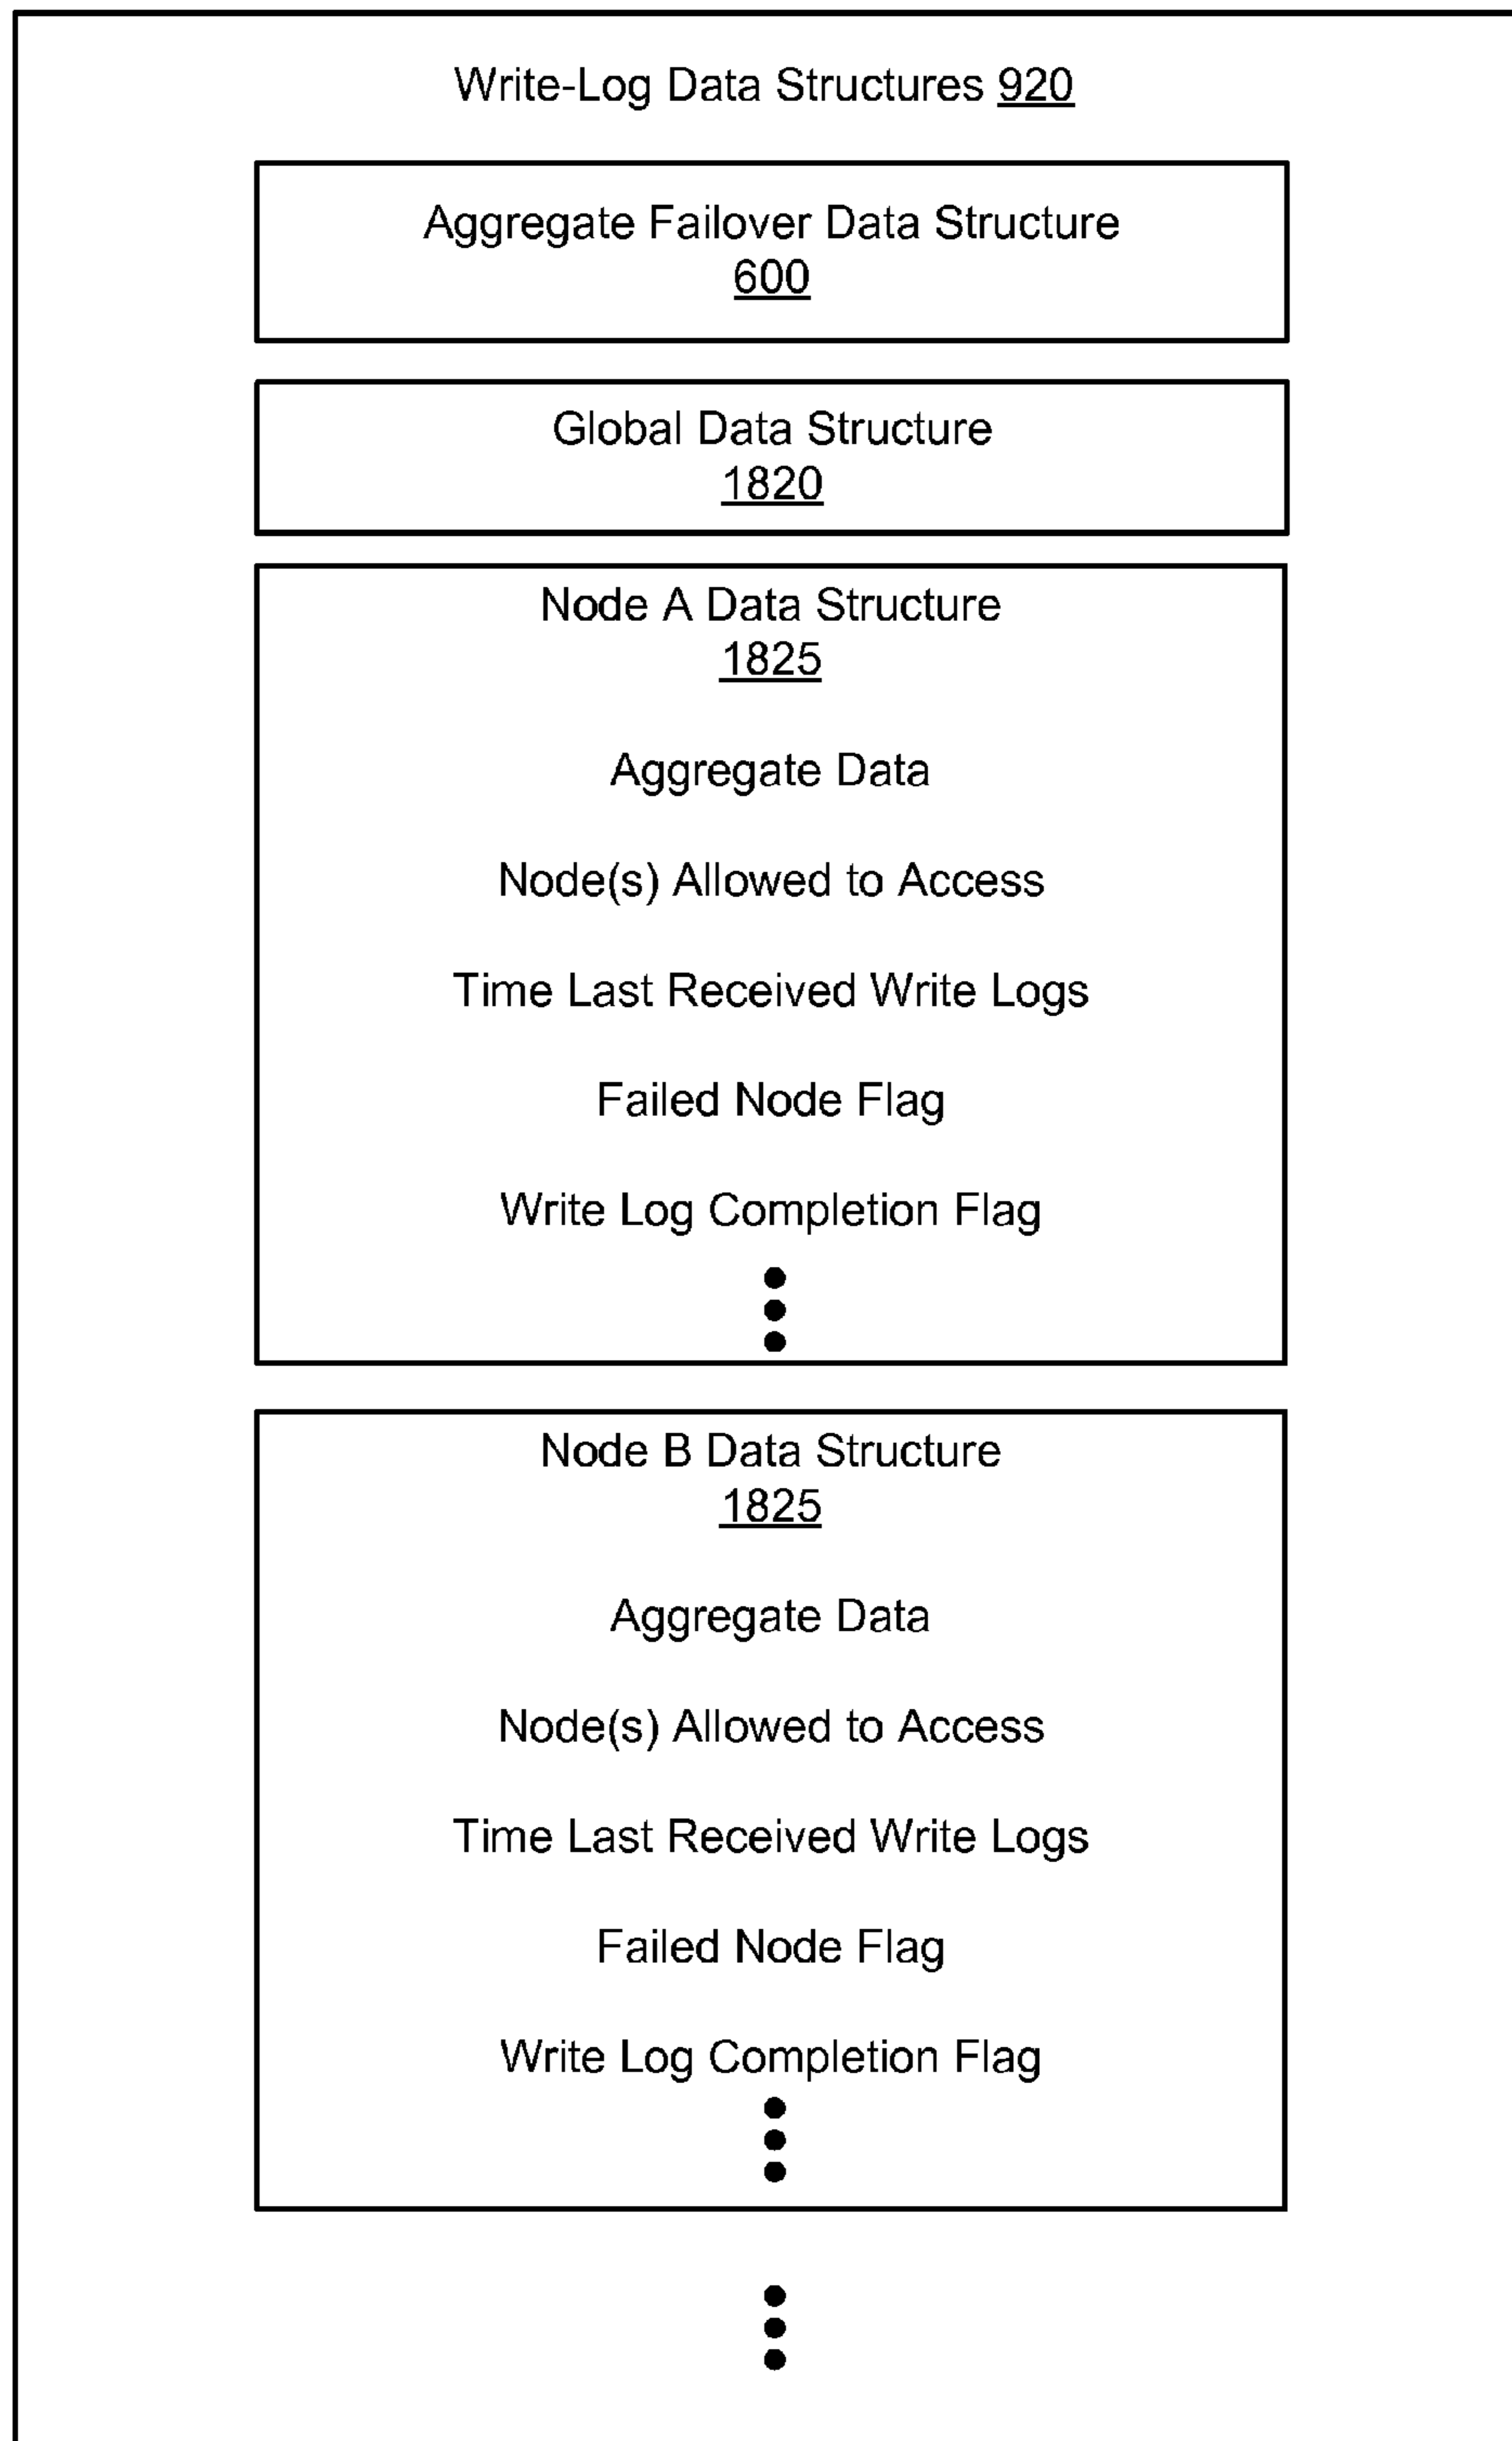 Write-Log Data Structures 920
Aggregate Failover Data Structure
600
Global Data Structure
1820
Node A Data Structure
1825
Aggregate Data
Node(s) Allowed to Access
Time Last Received Write Logs
Failed Node Flag
Write Log Completion Flag
Node B Data Structure
1825
Aggregate Data
Node(s) Allowed to Access
Time Last Received Write Logs
Failed Node Flag
Write Log Completion Flag